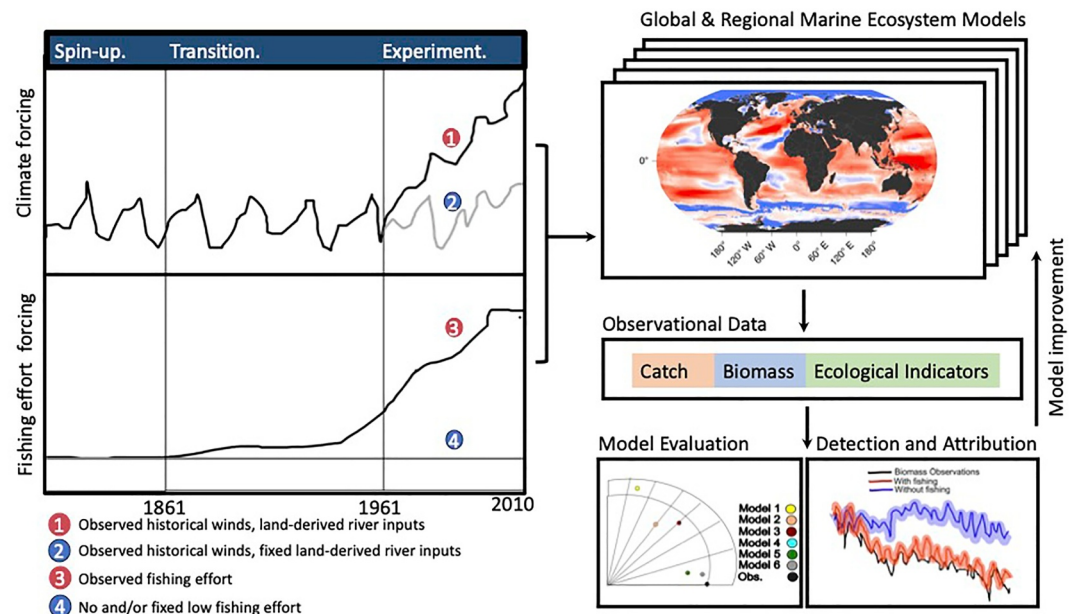 Global & Regional Marine Ecosystem Models
Spin-up. Transition. Experiment.
Climate forcing
1
2
0°
180° 120° W 60° W 0° 60° E 120° E 180°
Fishing effort forcing
3
4
1861 1961 2010
1 Observed historical winds, land-derived river inputs
2 Observed historical winds, fixed land-derived river inputs
3 Observed fishing effort
4 No and/or fixed low fishing effort
Observational Data
Catch Biomass Ecological Indicators
Model improvement
Model Evaluation
Model 1
Model 2
Model 3
Model 4
Model 5
Model 6
Obs.
Detection and Attribution
Biomass Observations
With fishing
Without fishing